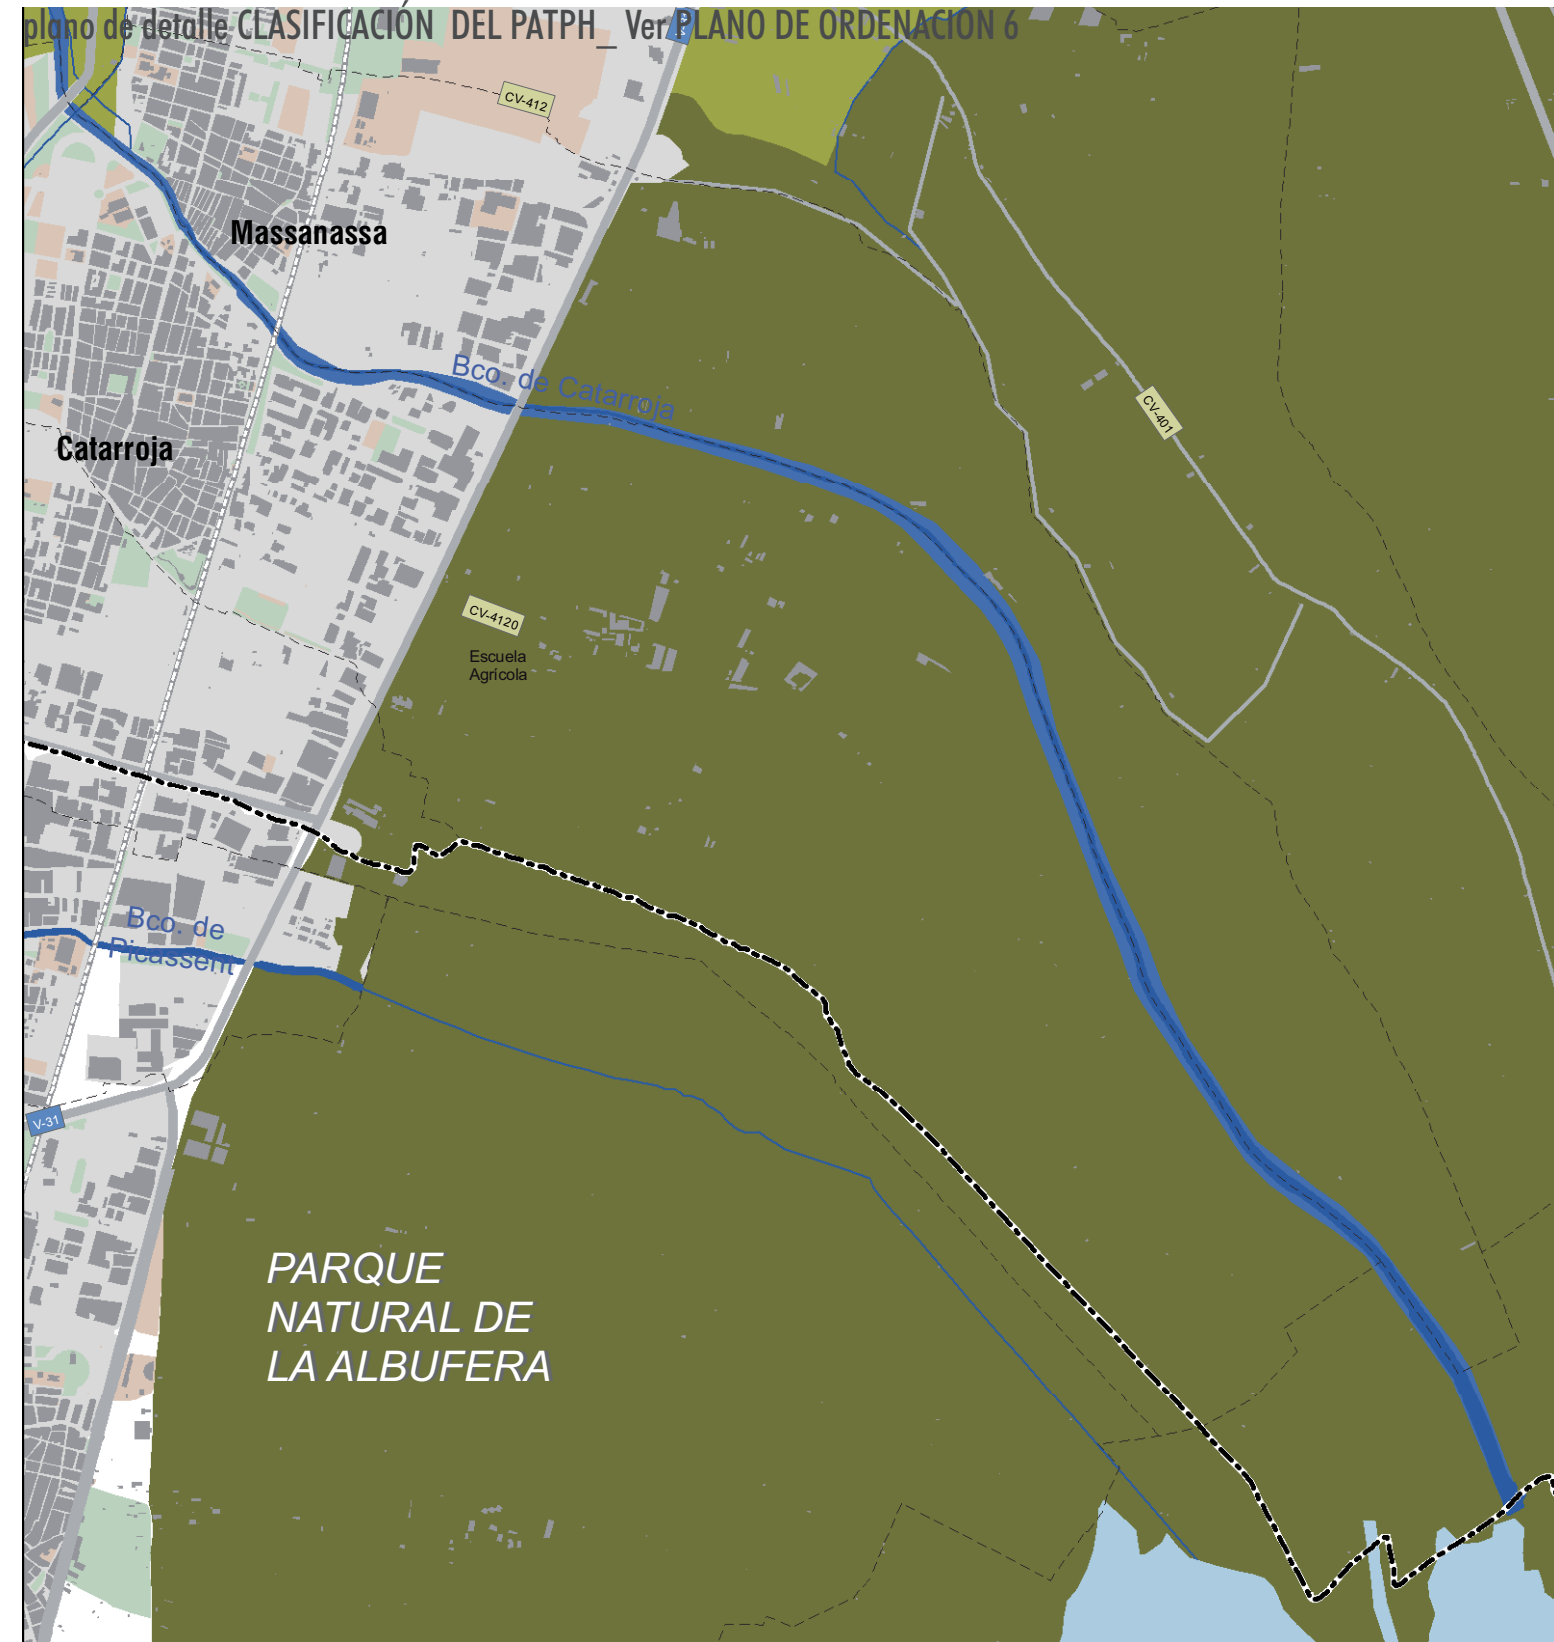 plano de detalle CLASIFICACIÓN DEL PATPH_ Ver PLANO DE ORDENACIÓN 6
CV-412
Massanassa
Bco. de Catarroja
CV-401
Catarroja
CV-4120
Escuela
Agrícola
Bco. de
Picassent
V-31
PARQUE
NATURAL DE
LA ALBUFERA